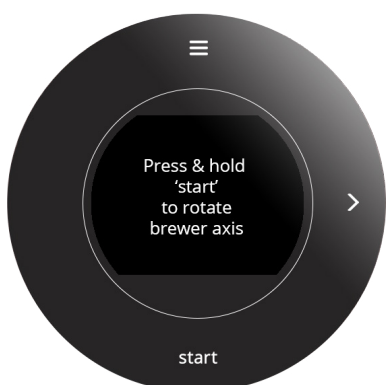 Press & hold
‘start’
to rotate
brewer axis
start